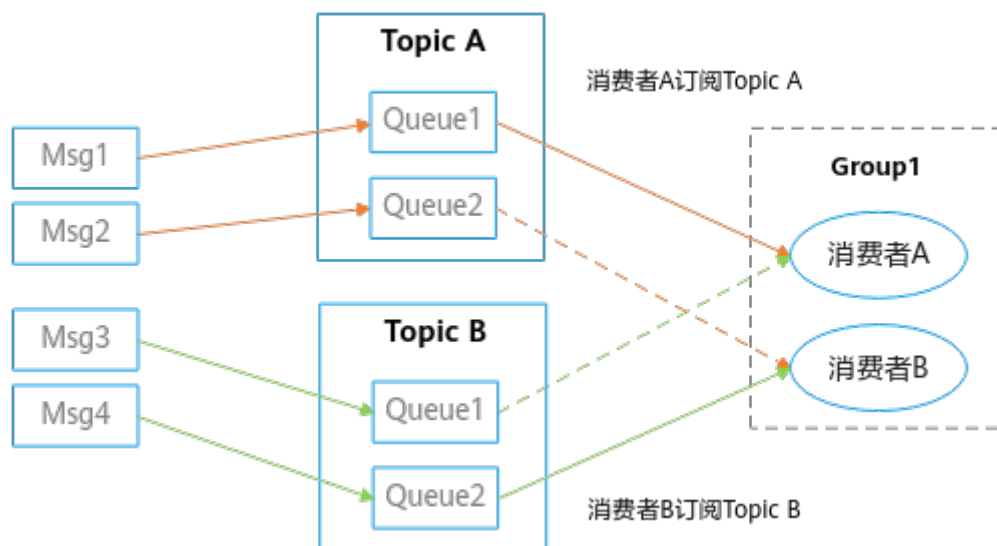 Topic A
消费者A订阅Topic A
Queue1
Msg1
Group1
Queue2
Msg2
消费者A
Msg3
Topic B
消费者B
Msg4
Queue1
Queue2
消费者B订阅Topic B